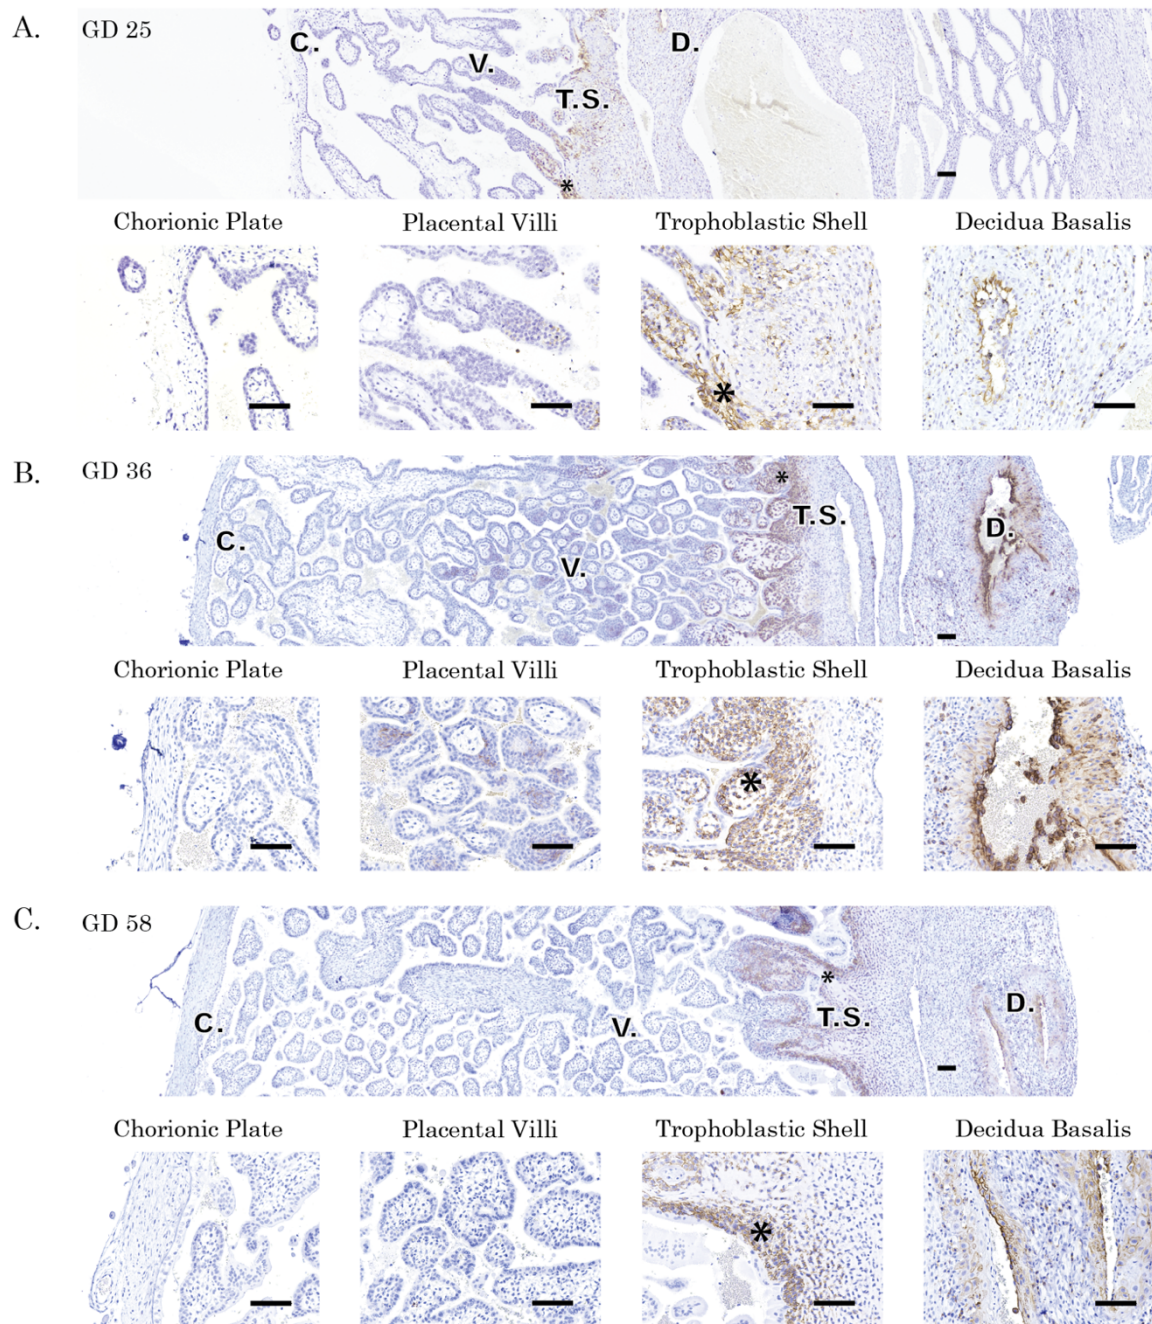 A.
GD 25
C.
V.
T.S.
D.
*
Chorionic Plate
Placental Villi
Trophoblastic Shell
Decidua Basalis
*
B.
GD 36
C.
V.
*
T.S.
D.
Chorionic Plate
Placental Villi
Trophoblastic Shell
Decidua Basalis
*
C.
GD 58
C.
V.
*
T.S.
D.
Chorionic Plate
Placental Villi
Trophoblastic Shell
Decidua Basalis
*